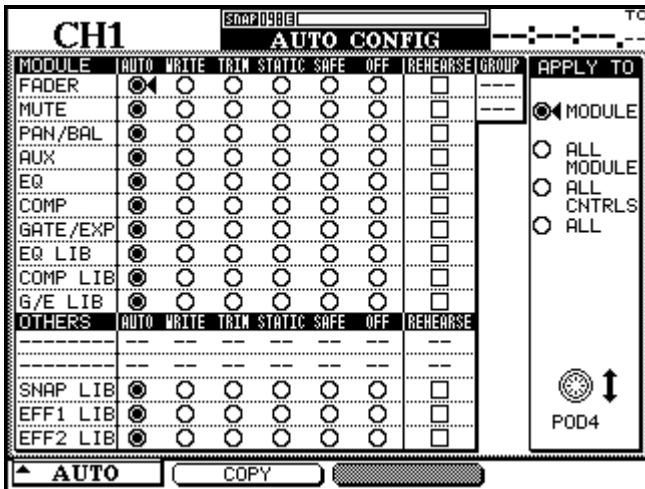 CH1
SNAP[098]
AUTO CONFIG
TC
--:--:--.--
MODULE AUTO WRITE TRIM STATIC SAFE OFF REHEARSE GROUP
FADER ---
MUTE ---
PAN/BAL
AUX
EQ
COMP
GATE/EXP
EQ LIB
COMP LIB
G/E LIB
OTHERS AUTO WRITE TRIM STATIC SAFE OFF REHEARSE
-------- -- -- -- -- -- -- --
-------- -- -- -- -- -- -- --
SNAP LIB
EFF1 LIB
EFF2 LIB
APPLY TO
MODULE
ALL
MODULE
ALL
CNTRLS
ALL
POD4
AUTO
COPY